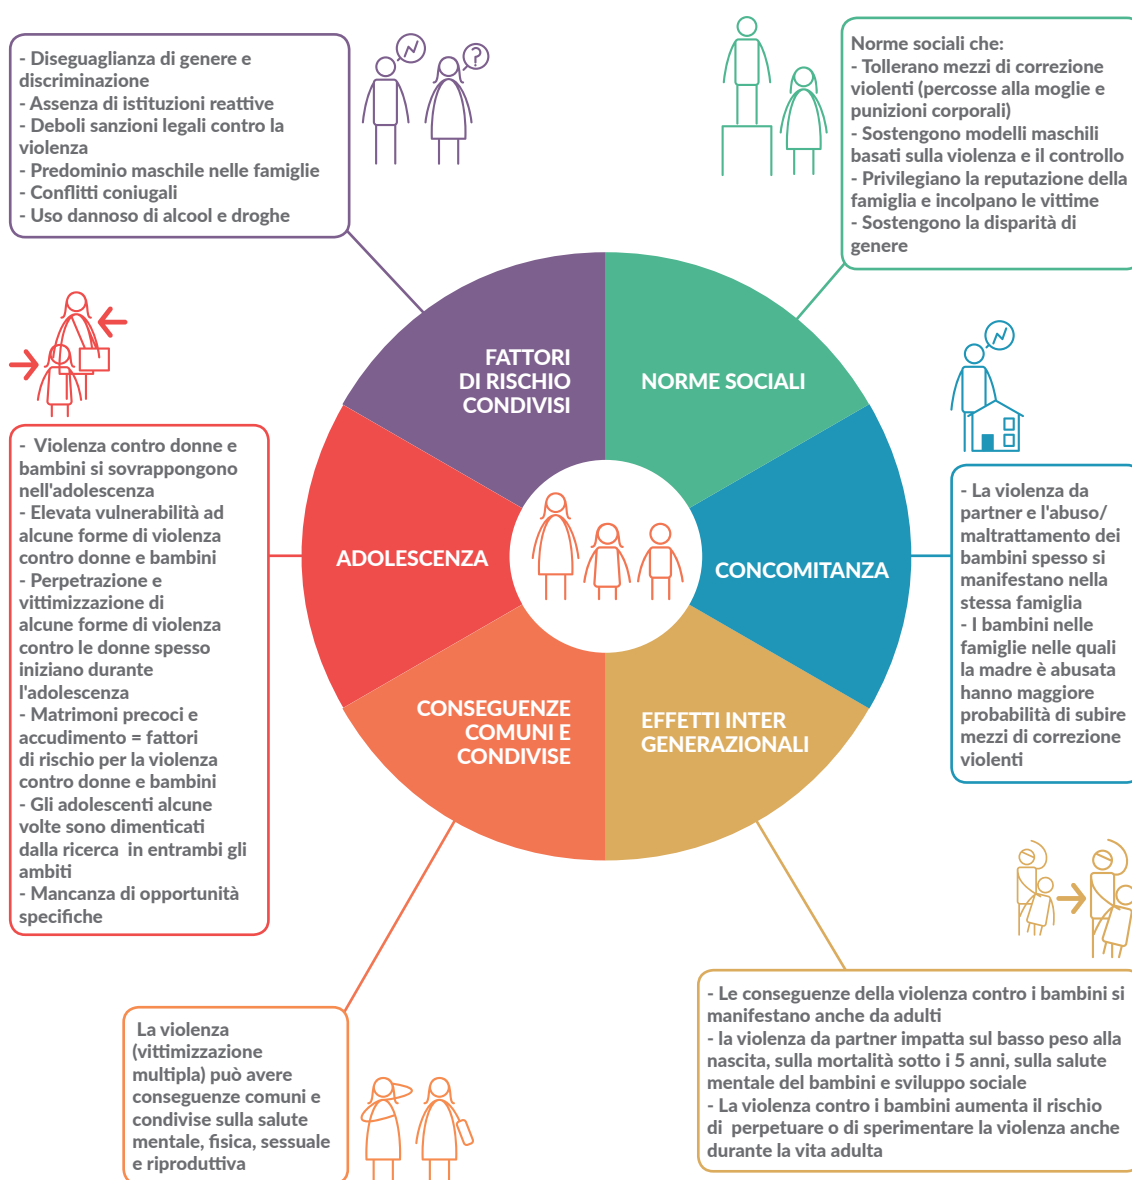 - Diseguaglianza di genere e
discriminazione
- Assenza di istituzioni reattive
- Deboli sanzioni legali contro la
violenza
- Predominio maschile nelle famiglie
- Conflitti coniugali
- Uso dannoso di alcool e droghe
?
Norme sociali che:
- Tollerano mezzi di correzione
violenti (percosse alla moglie e
punizioni corporali)
- Sostengono modelli maschili
basati sulla violenza e il controllo
- Privilegiano la reputazione della
famiglia e incolpano le vittime
- Sostengono la disparità di
genere
FATTORI
DI RISCHIO
CONDIVISI
NORME SOCIALI
ADOLESCENZA
CONCOMITANZA
CONSEGUENZE
COMUNI E
CONDIVISE
EFFETTI INTER
GENERAZIONALI
- Violenza contro donne e
bambini si sovrappongono
nell'adolescenza
- Elevata vulnerabilità ad
alcune forme di violenza
contro donne e bambini
- Perpetrazione e
vittimizzazione di
alcune forme di violenza
contro le donne spesso
iniziano durante
l'adolescenza
- Matrimoni precoci e
accudimento = fattori
di rischio per la violenza
contro donne e bambini
- Gli adolescenti alcune
volte sono dimenticati
dalla ricerca in entrambi gli
ambiti
- Mancanza di opportunità
specifiche
- La violenza da
partner e l'abuso/
maltrattamento dei
bambini spesso si
manifestano nella
stessa famiglia
- I bambini nelle
famiglie nelle quali
la madre è abusata
hanno maggiore
probabilità di subire
mezzi di correzione
violenti
La violenza
(vittimizzazione
multipla) può avere
conseguenze comuni e
condivise sulla salute
mentale, fisica, sessuale
e riproduttiva
- Le conseguenze della violenza contro i bambini si
manifestano anche da adulti
- la violenza da partner impatta sul basso peso alla
nascita, sulla mortalità sotto i 5 anni, sulla salute
mentale del bambini e sviluppo sociale
- La violenza contro i bambini aumenta il rischio
di perpetuare o di sperimentare la violenza anche
durante la vita adulta